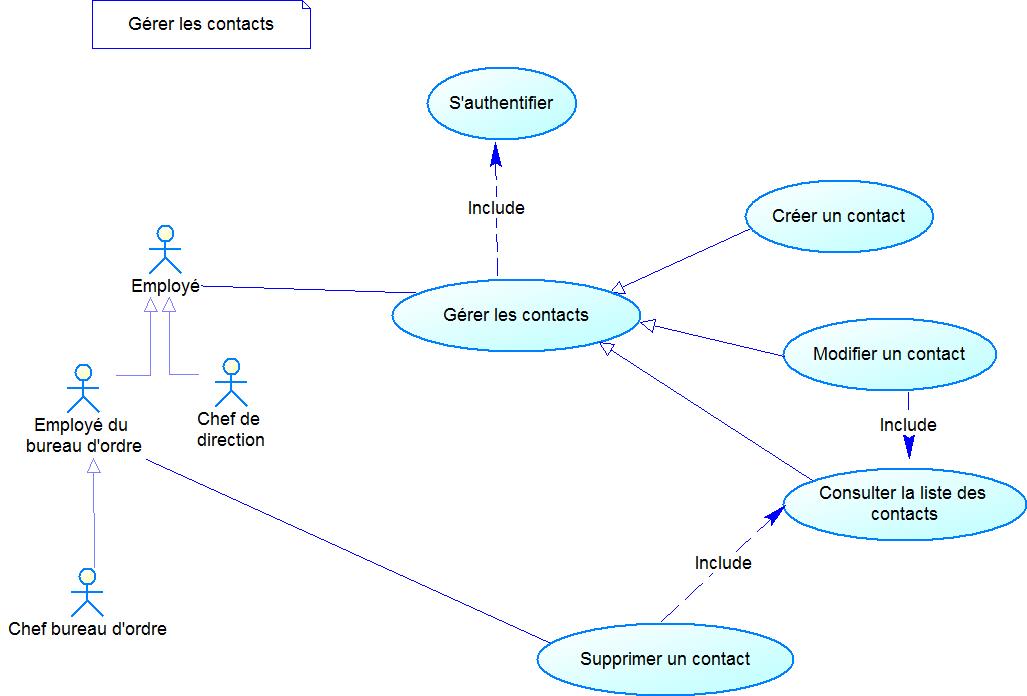 Gérer les contacts
S'authentifier
Include
Créer un contact
Employé
Gérer les contacts
Modifier un contact
Employé du
bureau d'ordre
Chef de
direction
Include
Consulter la liste des
contacts
Include
Chef bureau d'ordre
Supprimer un contact